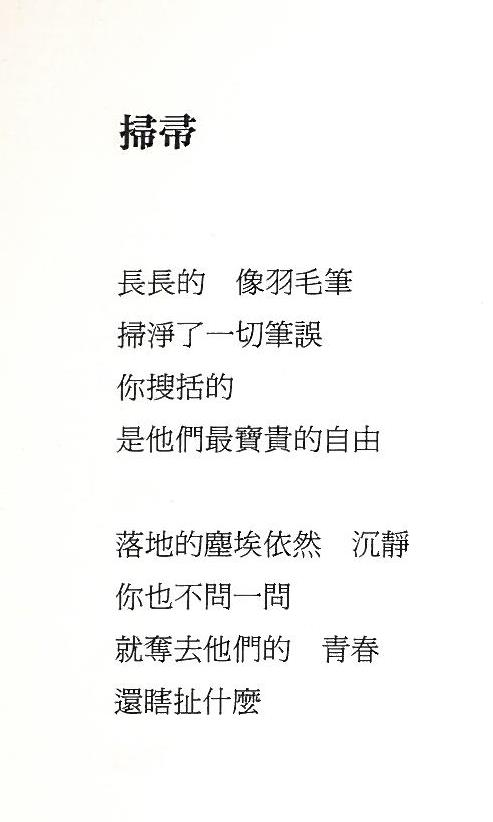 掃帚
長長的　像羽毛筆
掃淨了一切筆誤
你搜括的
是他們最寶貴的自由
落地的塵埃依然　沉靜
你也不問一問
就奪去他們的　青春
還瞎扯什麼